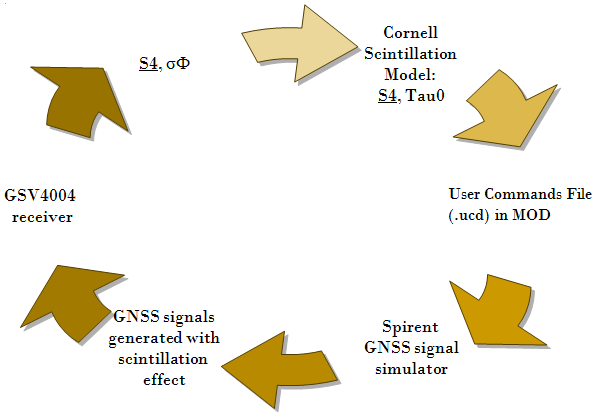 S4, σΦ
Cornell
Scintillation
Model:
S4, Tau0
User Commands File
(.ucd) in MOD
Spirent
GNSS signal
simulator
GNSS signals
generated with
scintillation
effect
GSV4004
receiver